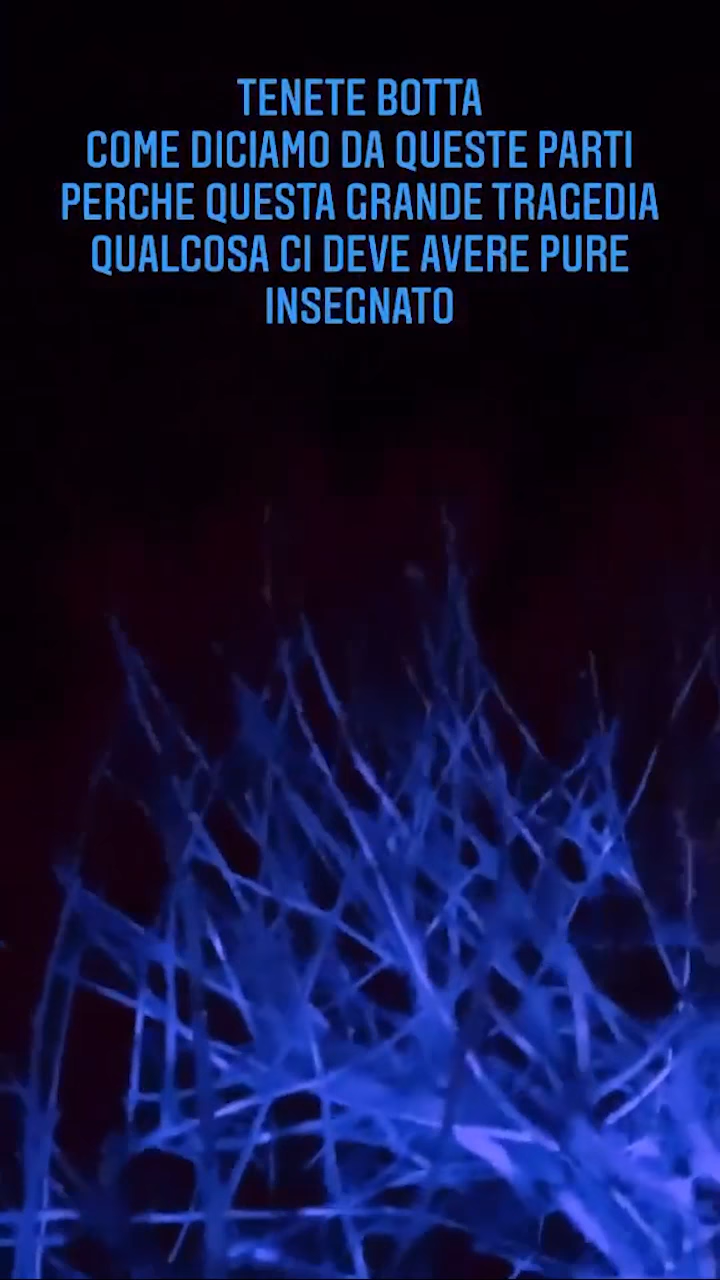 TENETE BOTTA
COME DICIAMO DA QUESTE PARTI
PERCHE QUESTA GRANDE TRAGEDIA
QUALCOSA CI DEVE AVERE PURE
INSEGNATO